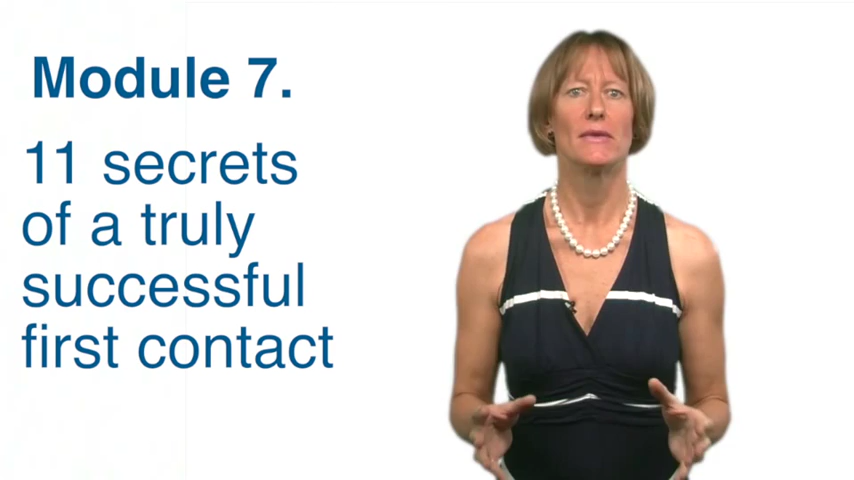 Module 7.
11 secrets
of a truly
successful
first contact